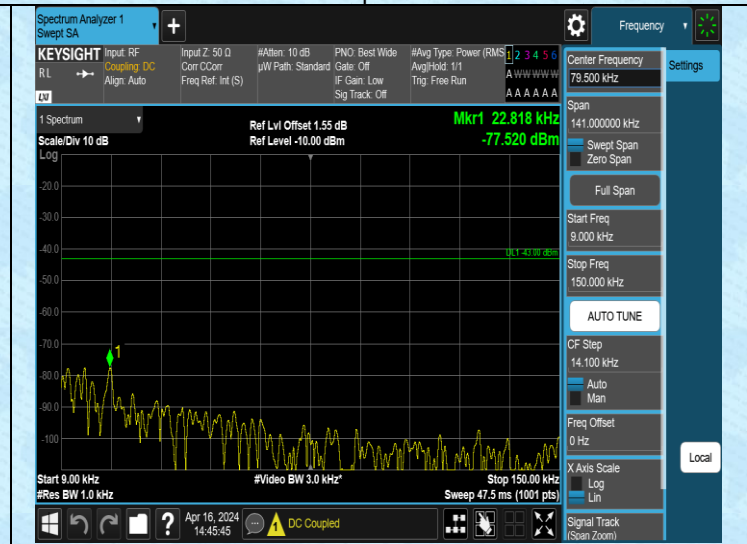 Spectrum Analyzer 1
Swept SA
+
Frequency
KEYSIGHT
RL
LXI
Input: RF
Coupling: DC
Align: Auto
Input Z: 50 Ω
Corr CCorr
Freq Ref: Int (S)
#Atten: 10 dB
µW Path: Standard
PNO: Best Wide
Gate: Off
IF Gain: Low
Sig Track: Off
#Avg Type: Power (RMS
Avg|Hold: 1/1
Trig: Free Run
1 2 3 4 5 6
A W W W W W
A A A A A A
1 Spectrum
Scale/Div 10 dB
Log
Ref Lvl Offset 1.55 dB
Ref Level -10.00 dBm
Mkr1 22.818 kHz
-77.520 dBm
-20.0
-30.0
-40.0
DL1 -43.00 dBm
-50.0
-60.0
-70.0
1
-80.0
-90.0
-100
Start 9.00 kHz
#Res BW 1.0 kHz
#Video BW 3.0 kHz*
Stop 150.00 kHz
Sweep 47.5 ms (1001 pts)
?
Apr 16, 2024
14:45:45
DC Coupled
Center Frequency
79.500 kHz
Span
141.000000 kHz
Swept Span
Zero Span
Full Span
Start Freq
9.000 kHz
Stop Freq
150.000 kHz
AUTO TUNE
CF Step
14.100 kHz
Auto
Man
Freq Offset
0 Hz
X Axis Scale
Log
Lin
Signal Track
(Span Zoom)
Settings
Local